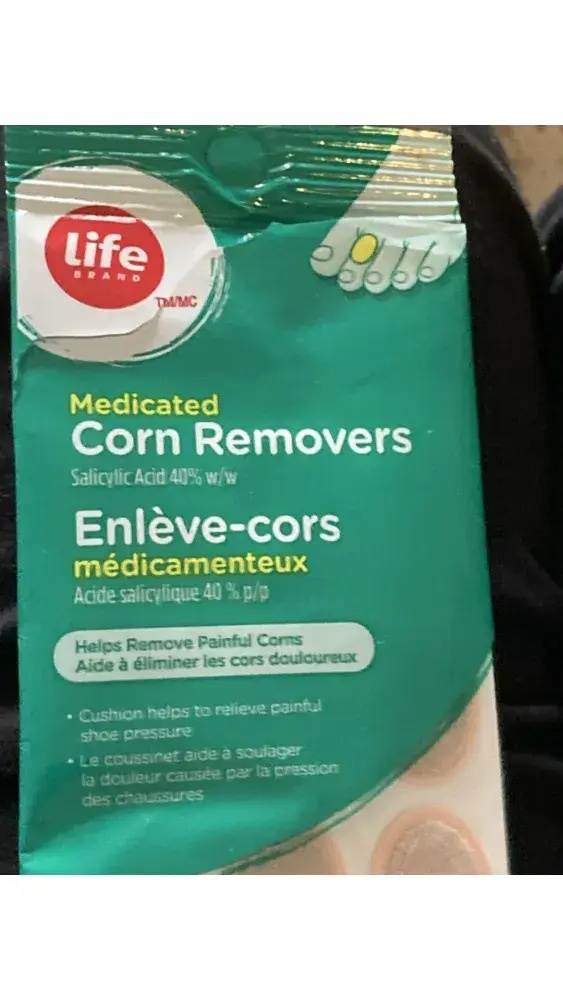 life
BRAND
TM/MC
Medicated
Corn Removers
Salicylic Acid 40% w/w
Enlève-cors
médicamenteux
Acide salicylique 40 % p/p
Helps Remove Painful Corns
Aide à éliminer les cors douloureux
• Cushion helps to relieve painful
shoe pressure
• Le coussinet aide à soulager
la douleur causée par la pression
des chaussures